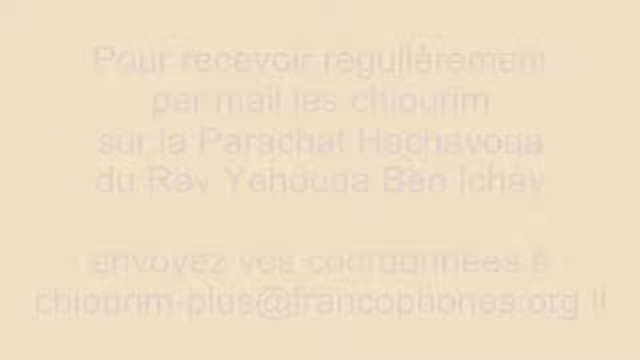 Pour recevoir régulièrement
par mail les chiourim
sur la Parachat Hachavoua
du Rav Yehouda Ben Ichay
envoyez vos coordonnées à
chiourim-plus@francophones.org.il